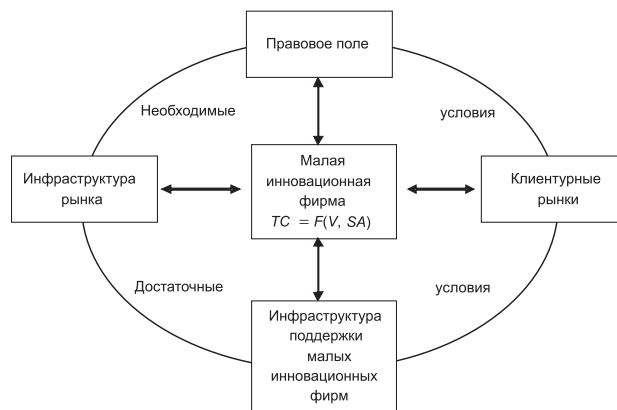 Правовое поле
Необходимые
условия
Инфраструктура
рынка
Малая
инновационная
фирма
TC = F(V, SA)
Клиентурные
рынки
Достаточные
условия
Инфраструктура
поддержки
малых
инновационных
фирм